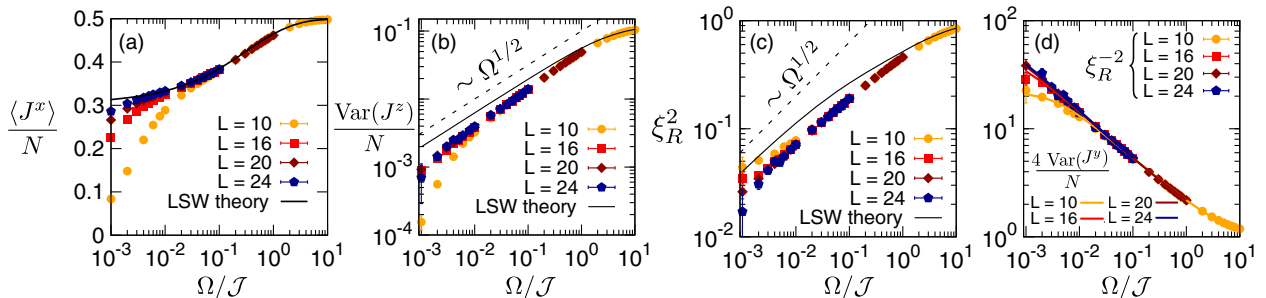 (a)
⟨J^x⟩
N
0.5
0.4
0.3
0.2
0.1
0
L = 10
L = 16
L = 20
L = 24
LSW theory
10^-3 10^-2 10^-1 10^0 10^1
Ω/𝒥
(b)
Var(J^z)
N
10^-1
10^-2
10^-3
10^-4
~ Ω^1/2
L = 10
L = 16
L = 20
L = 24
LSW theory
10^-3 10^-2 10^-1 10^0 10^1
Ω/𝒥
(c)
ξ_R^2
10^0
10^-1
10^-2
~ Ω^1/2
L = 10
L = 16
L = 20
L = 24
LSW theory
10^-3 10^-2 10^-1 10^0 10^1
Ω/𝒥
(d)
10^2
10^1
10^0
ξ_R^-2
L = 10
L = 16
L = 20
L = 24
4 Var(J^y)
N
L = 10 L = 20
L = 16 L = 24
10^-3 10^-2 10^-1 10^0 10^1
Ω/𝒥